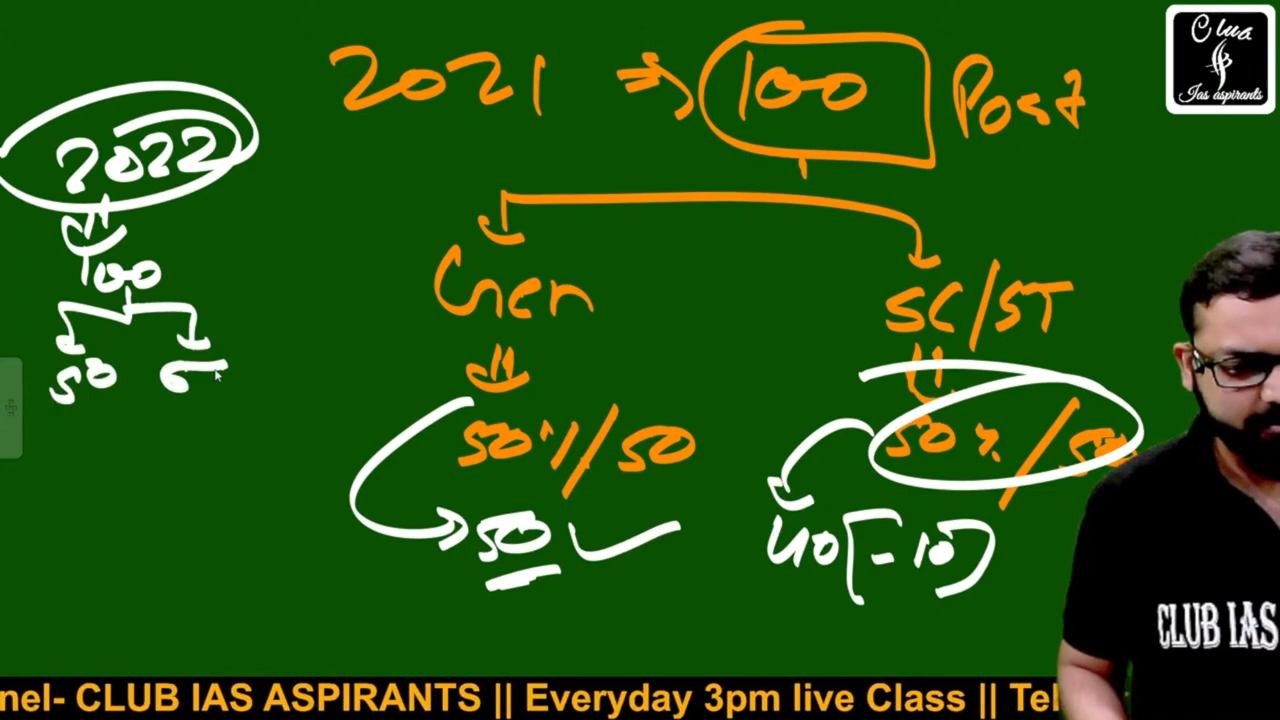 Club
Ias aspirants
2021 ⇒ 100 Post
2022
100
50
Gen
SC/ST
50%/50
50%/50
50 ✓
40(-10)
CLUB IAS
nel- CLUB IAS ASPIRANTS || Everyday 3pm live Class || Tel